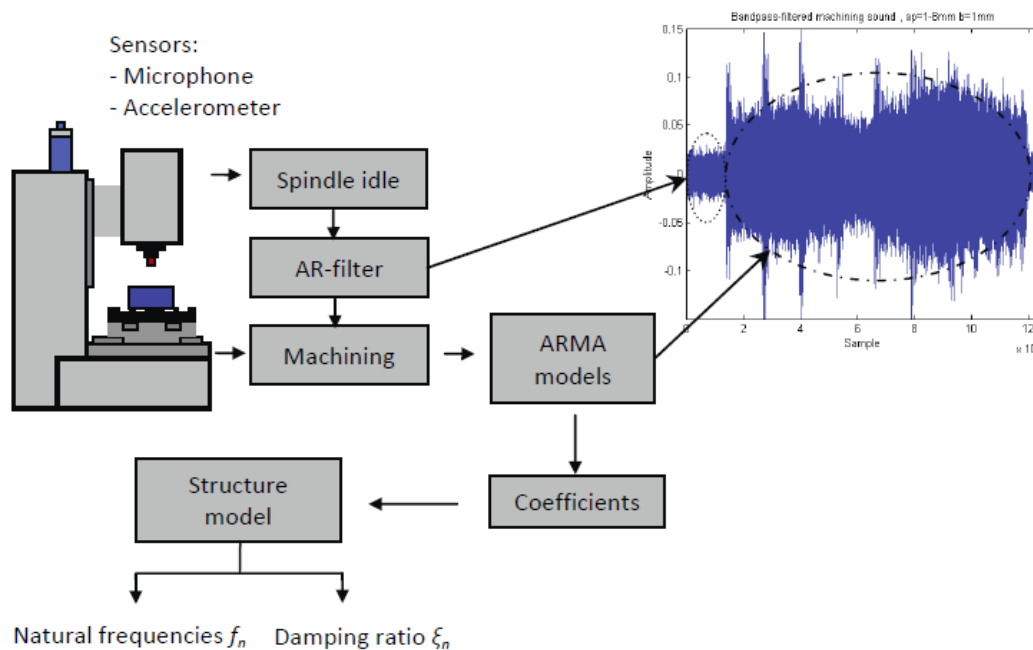 Sensors:
- Microphone
- Accelerometer
Spindle idle
AR-filter
Machining
ARMA
models
Coefficients
Structure
model
Natural frequencies fn
Damping ratio ξn
Bandpass-filtered machining sound , ap=1-8mm b=1mm
0.15
0.1
0.05
0
-0.05
-0.1
Amplitude
0 2 4 6 8 10 12
Sample
x 10